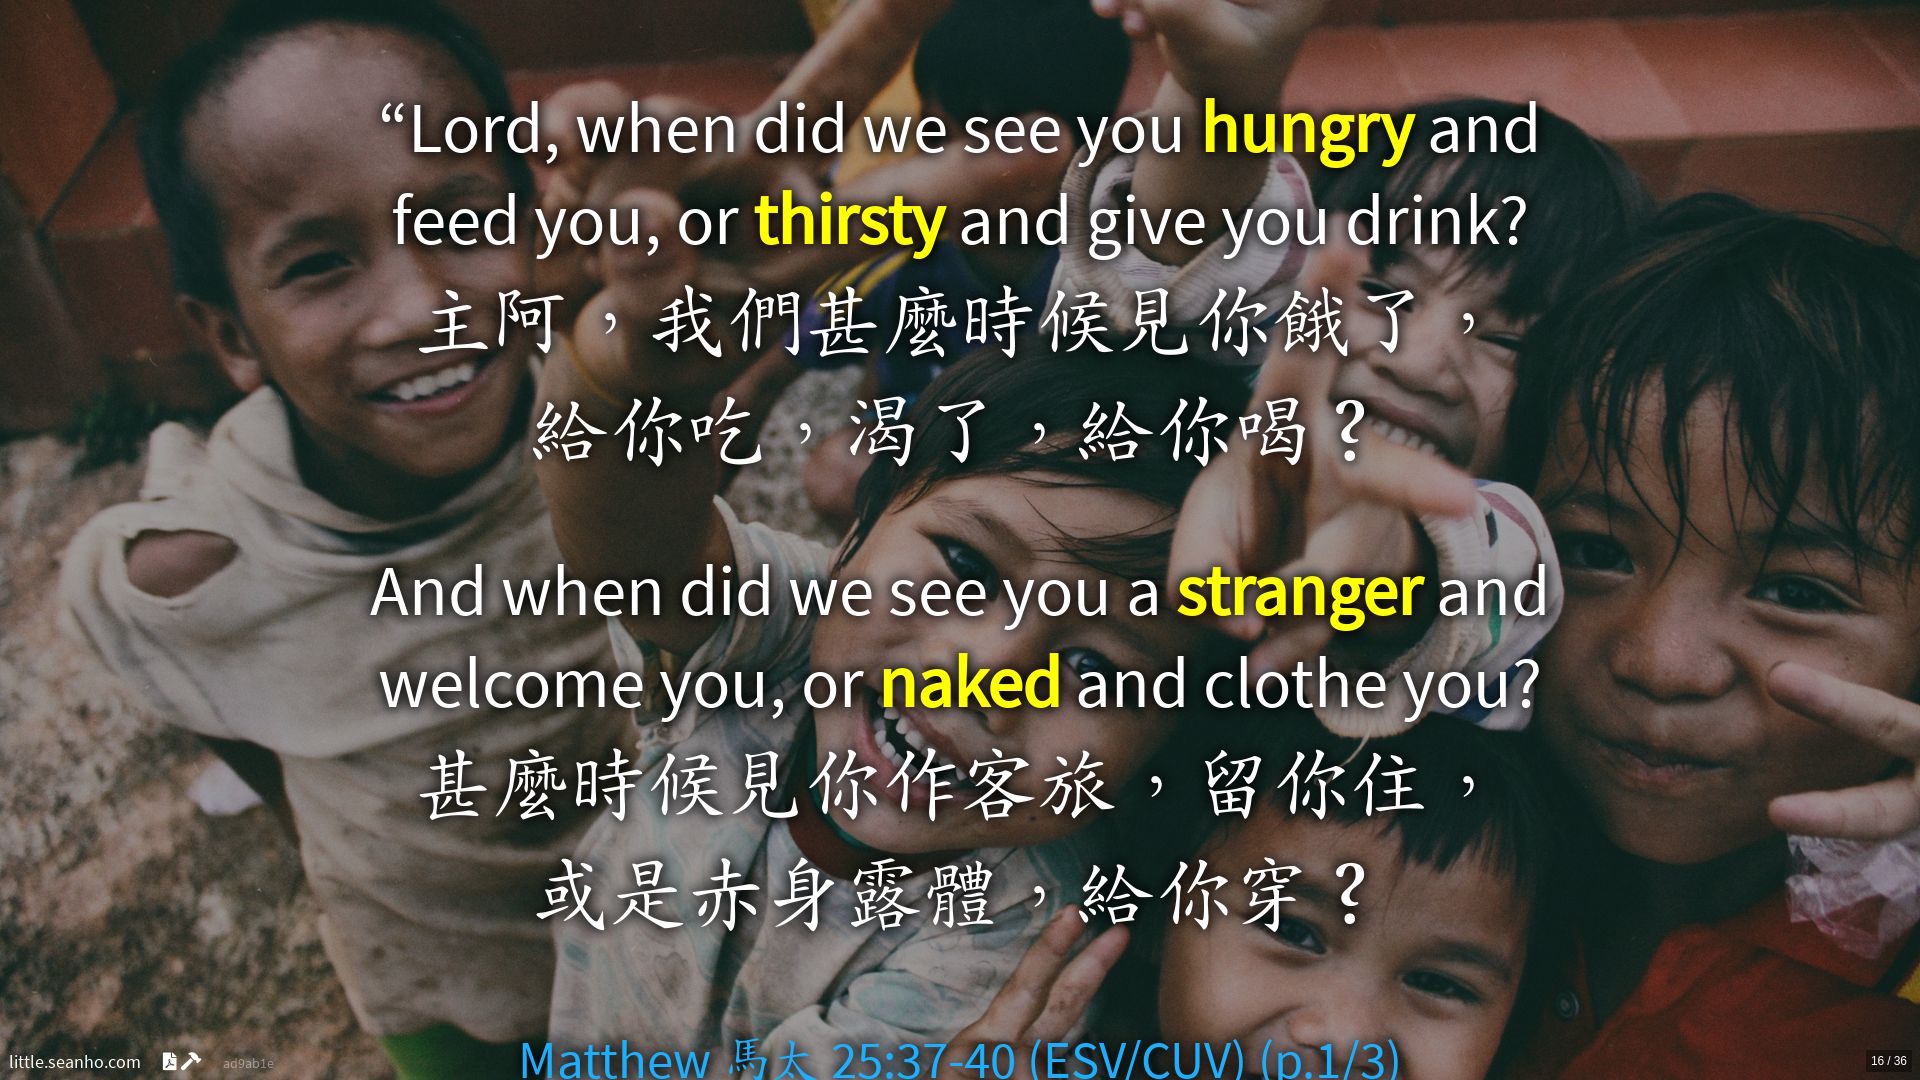 “Lord, when did we see you hungry and
feed you, or thirsty and give you drink?
主阿，我們甚麼時候見你餓了，
給你吃，渴了，給你喝？
And when did we see you a stranger and
welcome you, or naked and clothe you?
甚麼時候見你作客旅，留你住，
或是赤身露體，給你穿？
Matthew 馬太 25:37-40 (ESV/CUV) (p.1/3)
little.seanho.com ad9ab1e
16 / 36